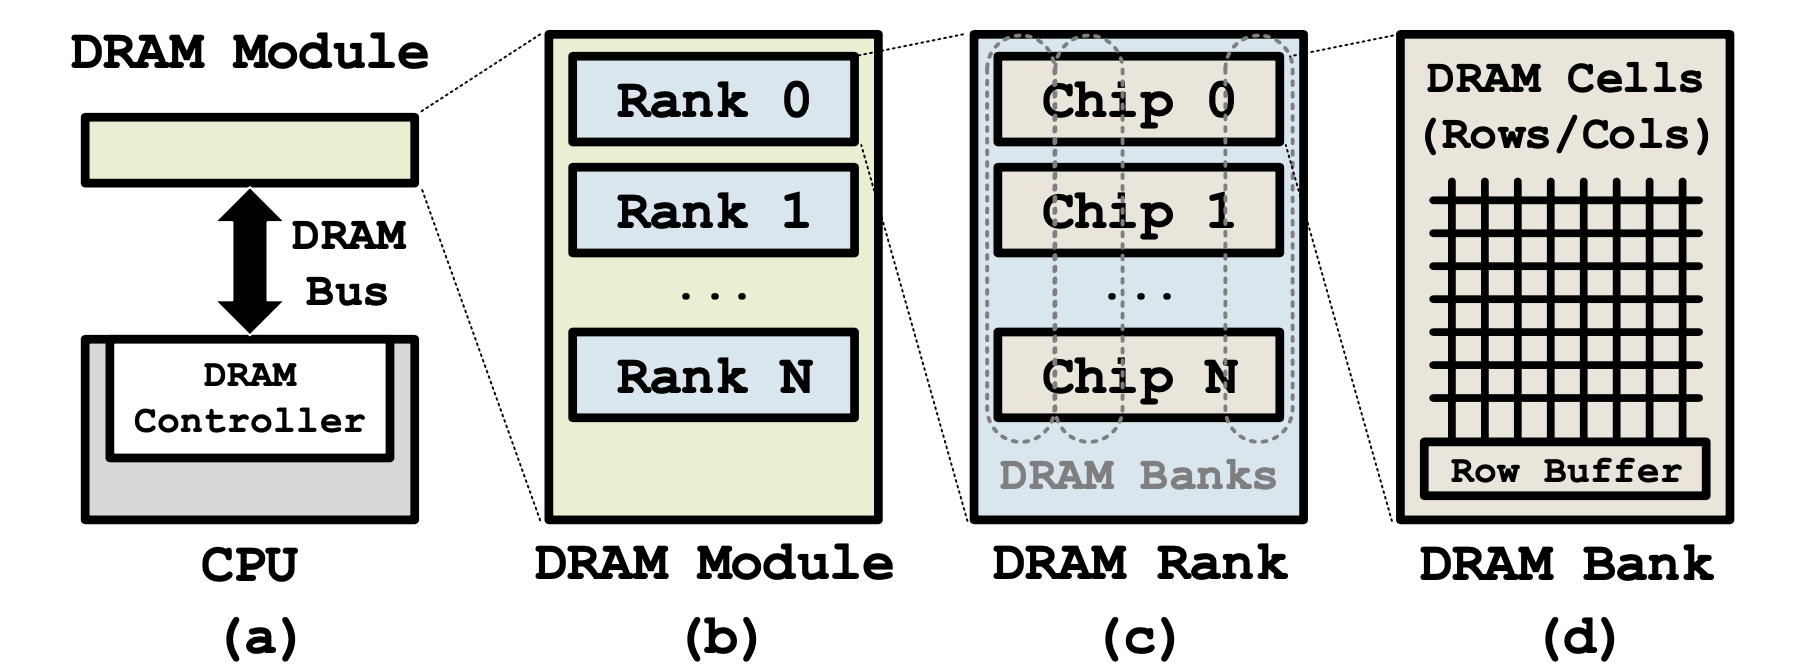 DRAM Module
DRAM
Bus
DRAM
Controller
CPU
(a)
Rank 0
Rank 1
...
Rank N
DRAM Module
(b)
Chip 0
Chip 1
...
Chip N
DRAM Banks
DRAM Rank
(c)
DRAM Cells
(Rows/Cols)
Row Buffer
DRAM Bank
(d)